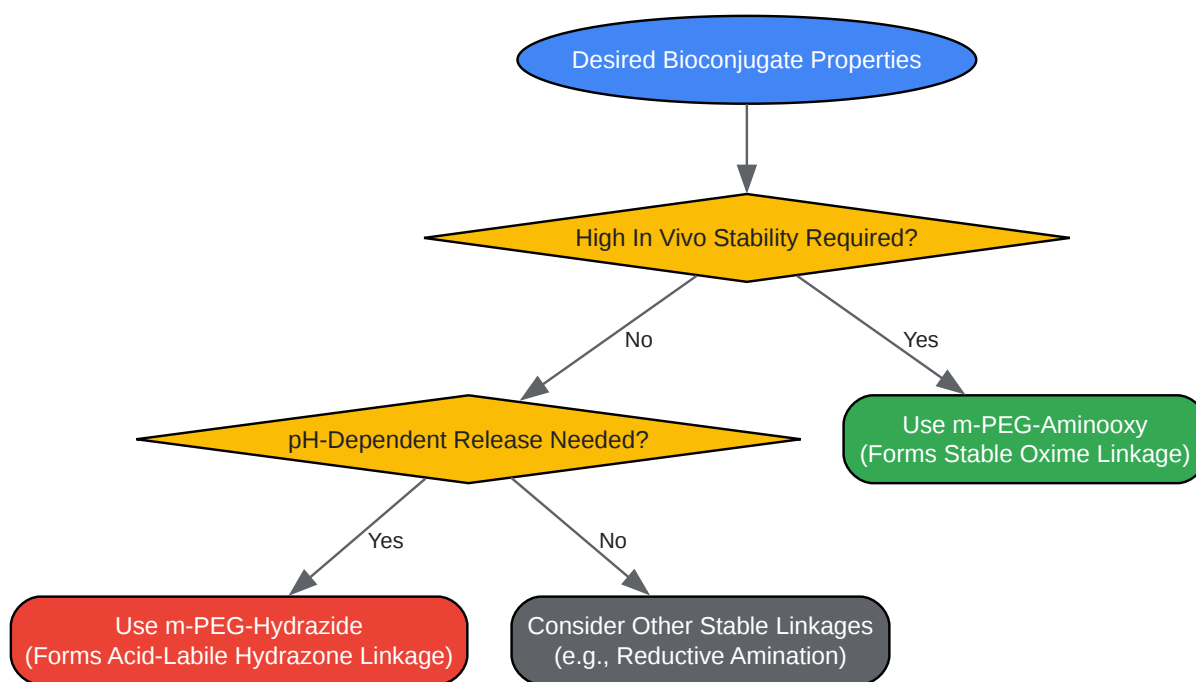 Desired Bioconjugate Properties
High In Vivo Stability Required?
No
Yes
pH-Dependent Release Needed?
Use m-PEG-Aminooxy
(Forms Stable Oxime Linkage)
Yes
No
Use m-PEG-Hydrazide
(Forms Acid-Labile Hydrazone Linkage)
Consider Other Stable Linkages
(e.g., Reductive Amination)